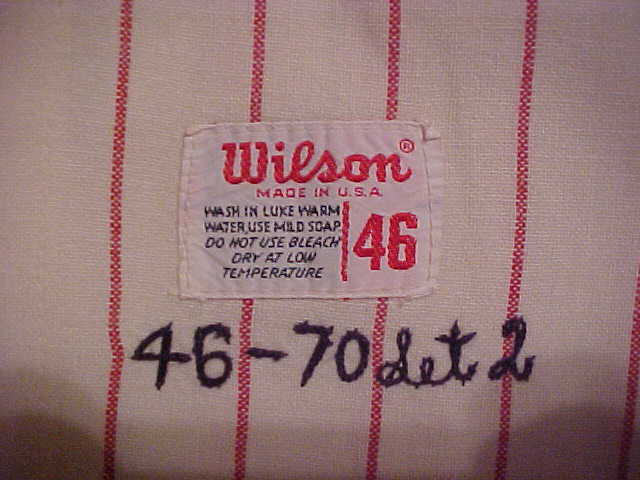 Wilson®
MADE IN U.S.A.
WASH IN LUKE WARM
WATER, USE MILD SOAP
DO NOT USE BLEACH
DRY AT LOW
TEMPERATURE
46
46-70 Set 2